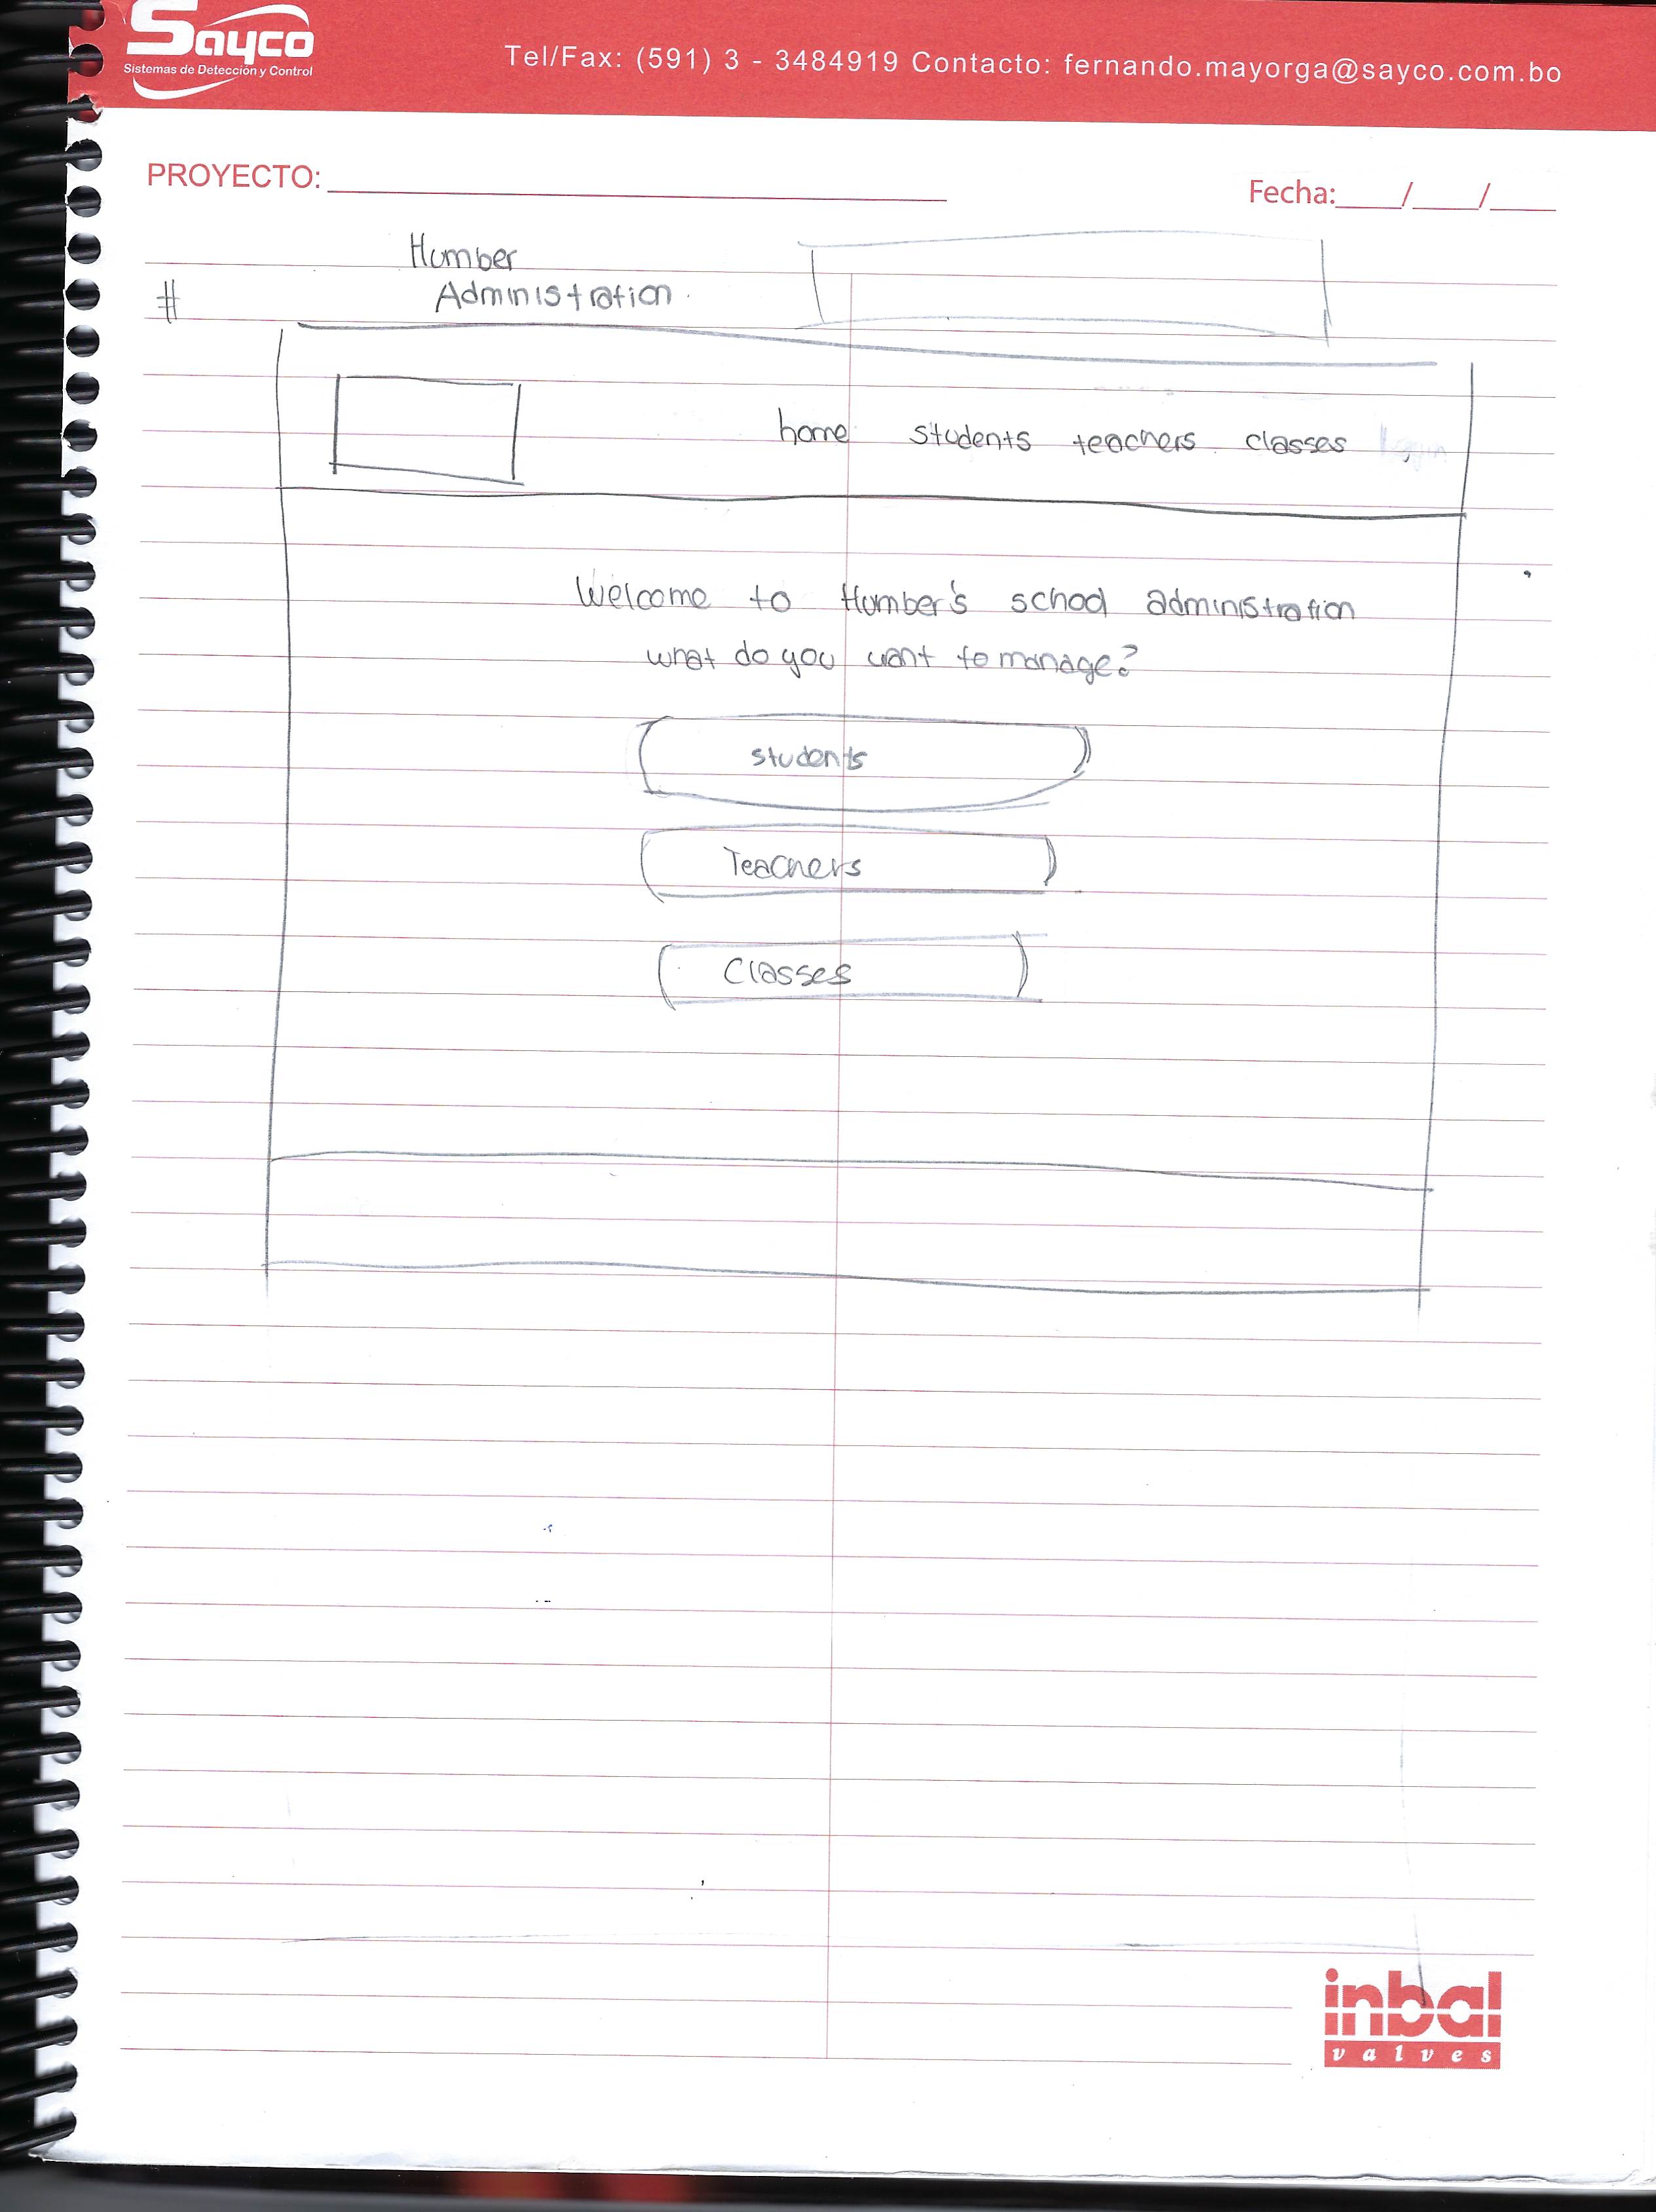 Sayco
Sistemas de Detección y Control
Tel/Fax: (591) 3 - 3484919 Contacto: fernando.mayorga@sayco.com.bo
PROYECTO:
Fecha: / /
Humber
# Administration
home students teachers classes
Welcome to Humber's school administration
what do you want to manage?
students
Teachers
Classes
inbal
valves